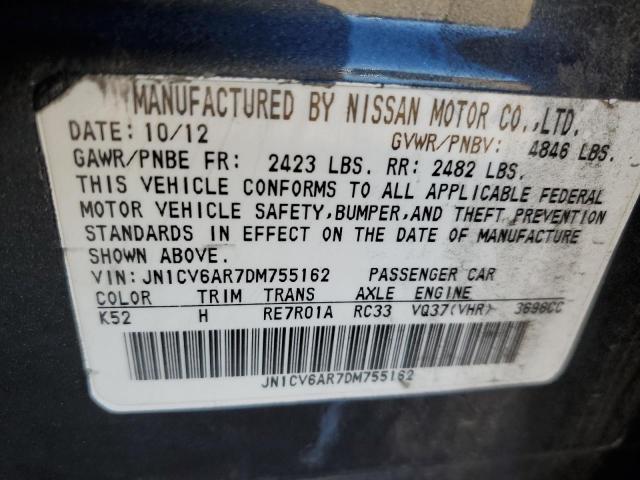 MANUFACTURED BY NISSAN MOTOR CO.,LTD.
DATE: 10/12 GVWR/PNBV: 4846 LBS.
GAWR/PNBE FR: 2423 LBS. RR: 2482 LBS.
THIS VEHICLE CONFORMS TO ALL APPLICABLE FEDERAL
MOTOR VEHICLE SAFETY,BUMPER,AND THEFT PREVENTION
STANDARDS IN EFFECT ON THE DATE OF MANUFACTURE
SHOWN ABOVE.
VIN: JN1CV6AR7DM755162 PASSENGER CAR
COLOR TRIM TRANS AXLE ENGINE
K52 H RE7R01A RC33 VQ37(VHR) 3696CC
JN1CV6AR7DM755162